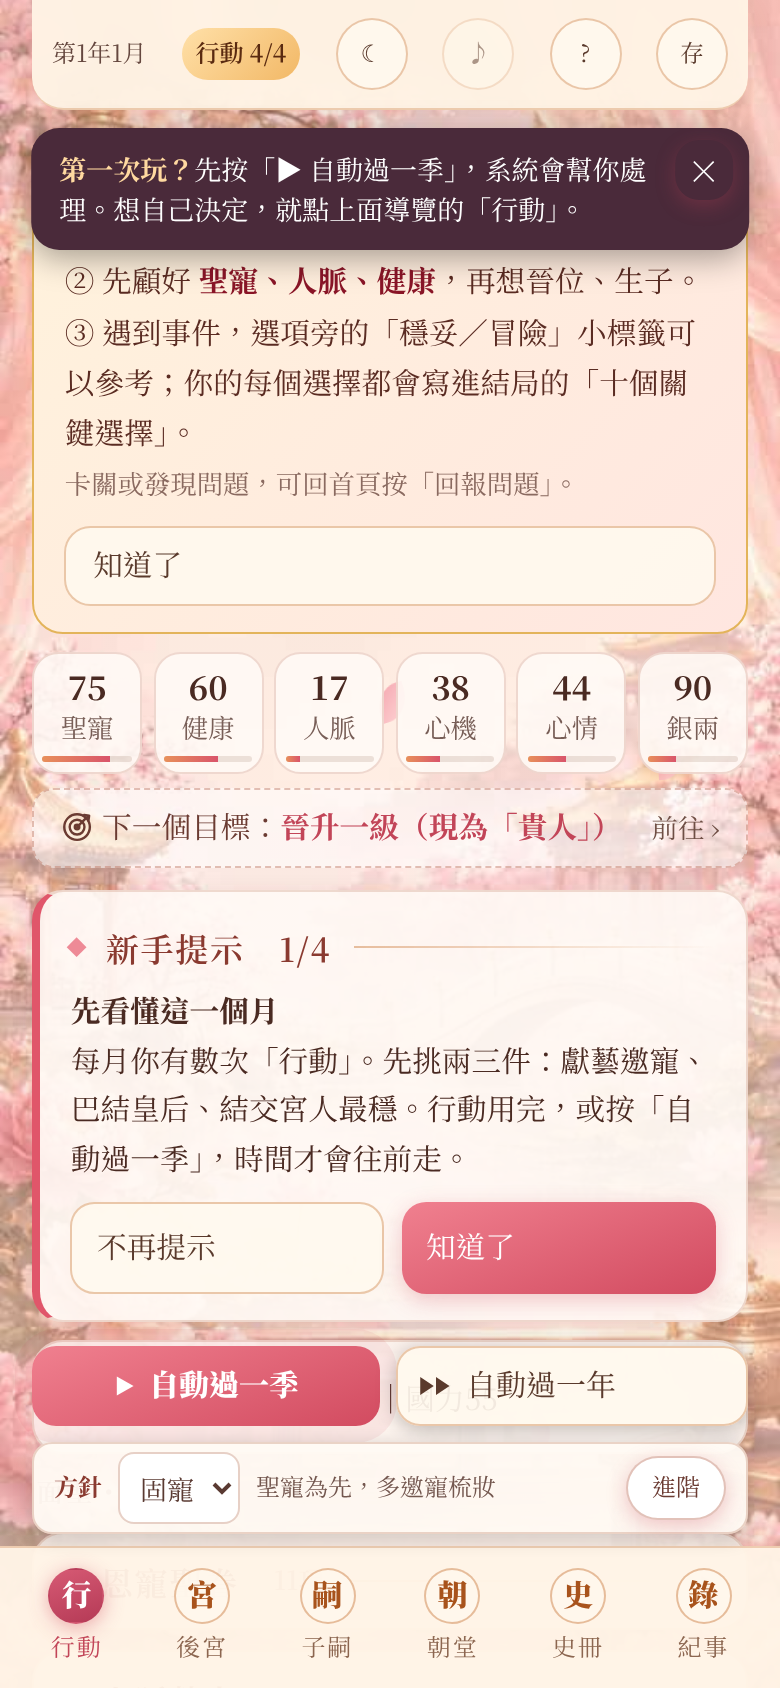 第1年1月
行動 4/4
☾
♪
?
存
第一次玩？先按「▶ 自動過一季」，系統會幫你處
理。想自己決定，就點上面導覽的「行動」。
② 先顧好 聖寵、人脈、健康，再想晉位、生子。
③ 遇到事件，選項旁的「穩妥／冒險」小標籤可
以參考；你的每個選擇都會寫進結局的「十個關
鍵選擇」。
卡關或發現問題，可回首頁按「回報問題」。
知道了
75 60 17 38 44 90
聖寵 健康 人脈 心機 心情 銀兩
下一個目標：晉升一級（現為「貴人」） 前往 ›
新手提示 1/4
先看懂這一個月
每月你有數次「行動」。先挑兩三件：獻藝邀寵、
巴結皇后、結交宮人最穩。行動用完，或按「自
動過一季」，時間才會往前走。
不再提示 知道了
▶ 自動過一季 ▶▶ 自動過一年
國力55
方針 固寵 聖寵為先，多邀寵梳妝 進階
行 宮 嗣 朝 史 錄
行動 後宮 子嗣 朝堂 史冊 紀事